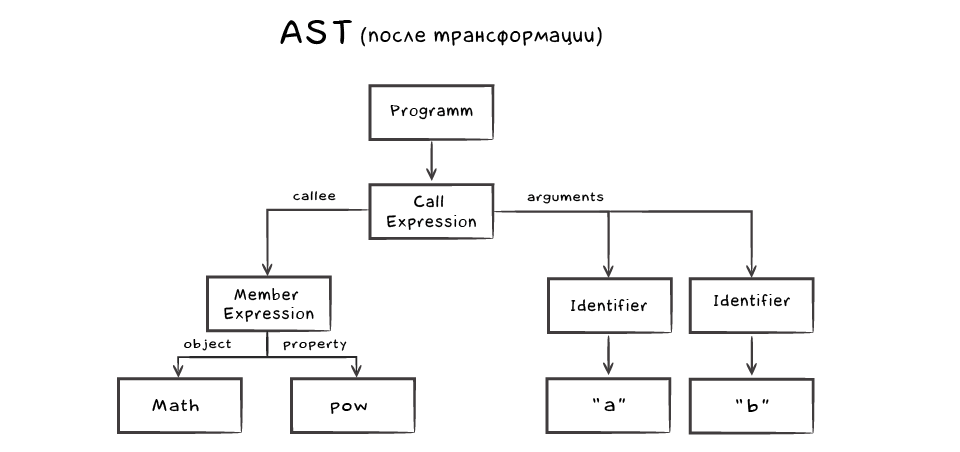 AST (после трансформации)
Programm
callee
Call
Expression
arguments
Member
Expression
Identifier
Identifier
object
property
Math
pow
"a"
"b"